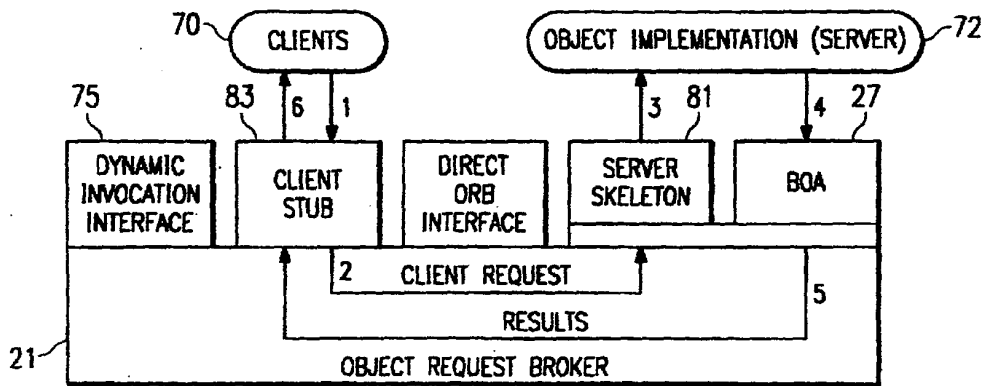 70
CLIENTS
OBJECT IMPLEMENTATION (SERVER)
72
75
83
6
1
3
81
4
27
DYNAMIC
INVOCATION
INTERFACE
CLIENT
STUB
DIRECT
ORB
INTERFACE
SERVER
SKELETON
BOA
2
CLIENT REQUEST
5
RESULTS
21
OBJECT REQUEST BROKER